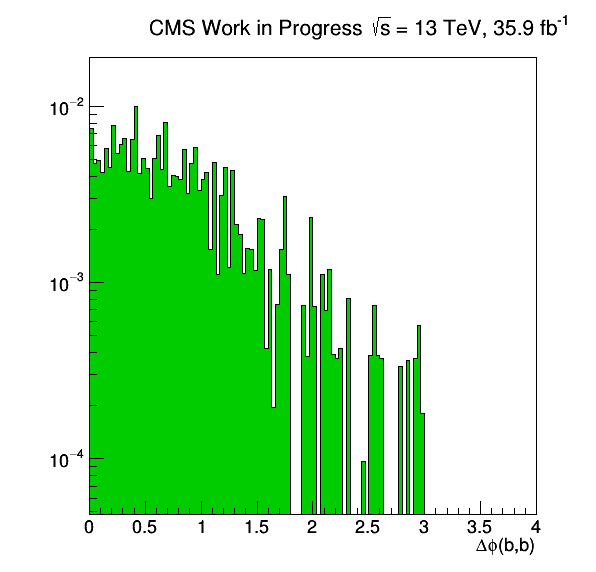 CMS Work in Progress √s = 13 TeV, 35.9 fb⁻¹
10⁻²
10⁻³
10⁻⁴
0 0.5 1 1.5 2 2.5 3 3.5 4
Δϕ(b,b)